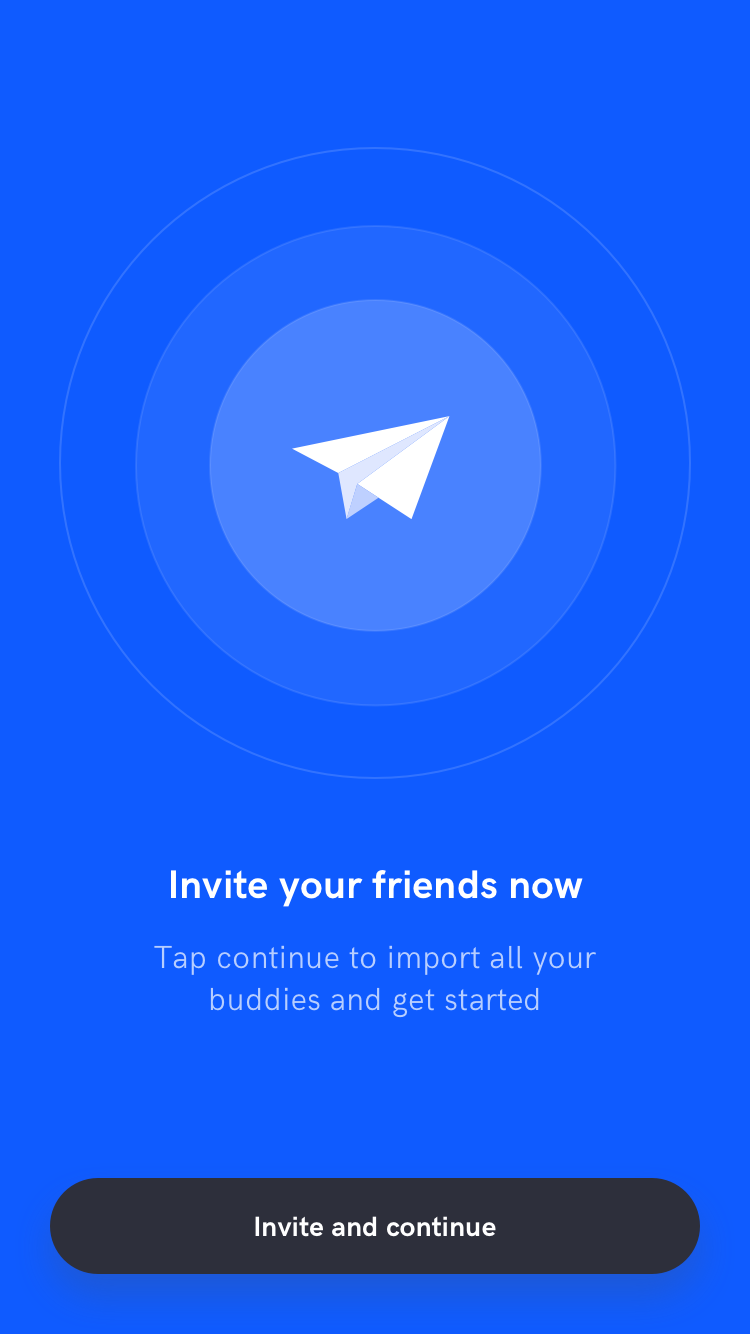 Invite your friends now
Tap continue to import all your
buddies and get started
Invite and continue